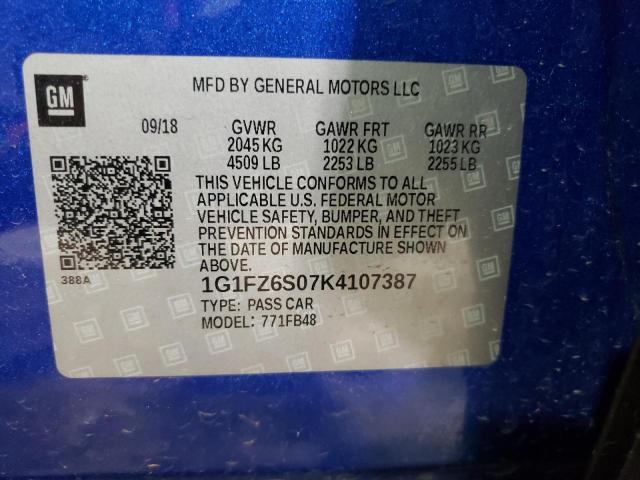 GM
MFD BY GENERAL MOTORS LLC
09/18 GVWR GAWR FRT GAWR RR
2045 KG 1022 KG 1023 KG
4509 LB 2253 LB 2255 LB
THIS VEHICLE CONFORMS TO ALL
APPLICABLE U.S. FEDERAL MOTOR
VEHICLE SAFETY, BUMPER, AND THEFT
PREVENTION STANDARDS IN EFFECT ON
THE DATE OF MANUFACTURE SHOWN
ABOVE.
388A
1G1FZ6S07K4107387
TYPE: PASS CAR
MODEL: 771FB48